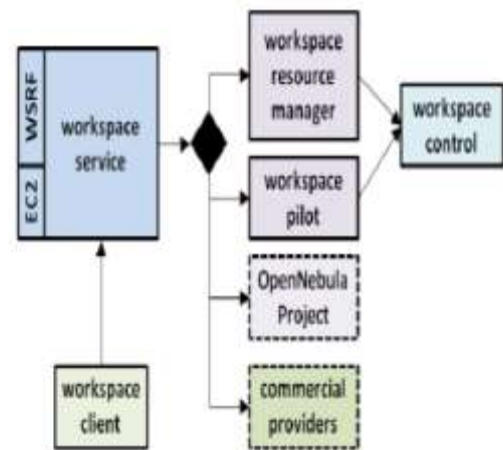 WSRF
EC2
workspace
service
workspace
client
workspace
resource
manager
workspace
pilot
OpenNebula
Project
commercial
providers
workspace
control